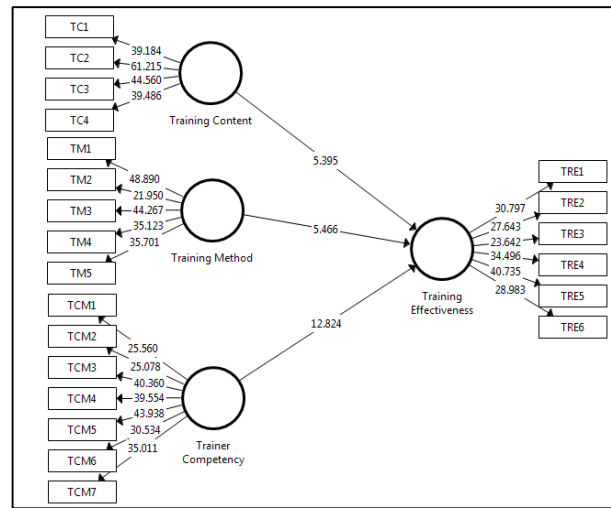 TC1
39.184
TC2
61.215
TC3
44.560
TC4
39.486
Training Content
TM1
48.890
TM2
21.950
TM3
44.267
TM4
35.123
TM5
35.701
Training Method
TCM1
25.560
TCM2
25.078
TCM3
40.360
TCM4
39.554
TCM5
43.938
TCM6
30.534
TCM7
35.011
Trainer
Competency
5.395
5.466
12.824
Training
Effectiveness
TRE1
30.797
TRE2
27.643
TRE3
23.642
TRE4
34.496
TRE5
40.735
TRE6
28.983